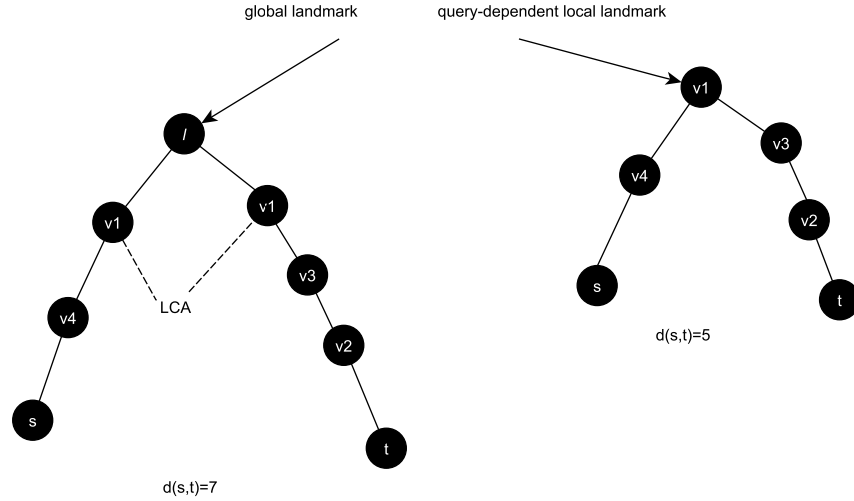 global landmark
query-dependent local landmark
l
v1
v1
v4
v3
v2
LCA
s
t
d(s,t)=7
v1
v3
v4
v2
s
t
d(s,t)=5